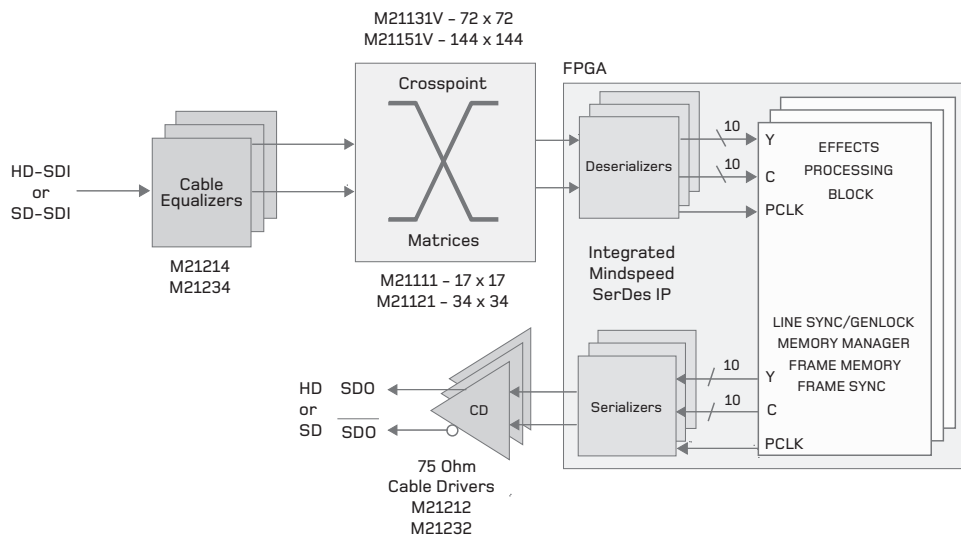 M21131V – 72 x 72
M21151V – 144 x 144
Crosspoint
Matrices
M21111 – 17 x 17
M21121 – 34 x 34
HD-SDI
or
SD-SDI
Cable
Equalizers
M21214
M21234
FPGA
Deserializers
10
10
Y
C
PCLK
EFFECTS
PROCESSING
BLOCK
Integrated
Mindspeed
SerDes IP
LINE SYNC/GENLOCK
MEMORY MANAGER
FRAME MEMORY
FRAME SYNC
Serializers
10
10
Y
C
PCLK
HD
or
SD
SDO
SDO
CD
75 Ohm
Cable Drivers
M21212
M21232